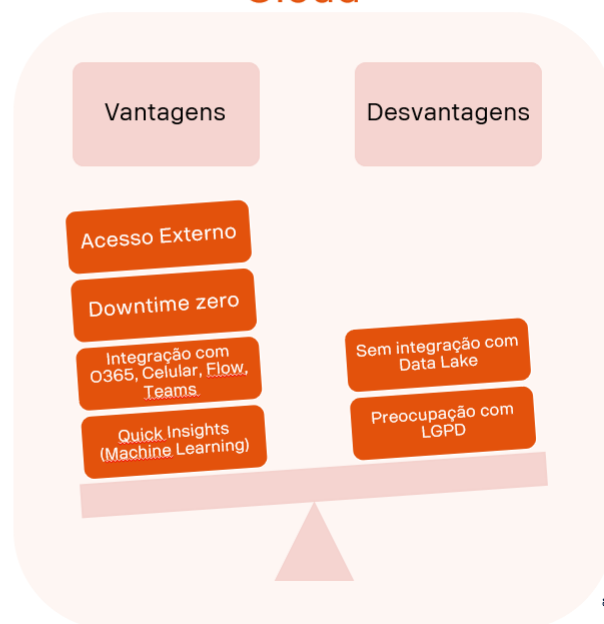 Cloud
Vantagens
Desvantagens
Acesso Externo
Downtime zero
Integração com
O365, Celular, Flow,
Teams
Quick Insights
(Machine Learning)
Sem integração com
Data Lake
Preocupação com
LGPD